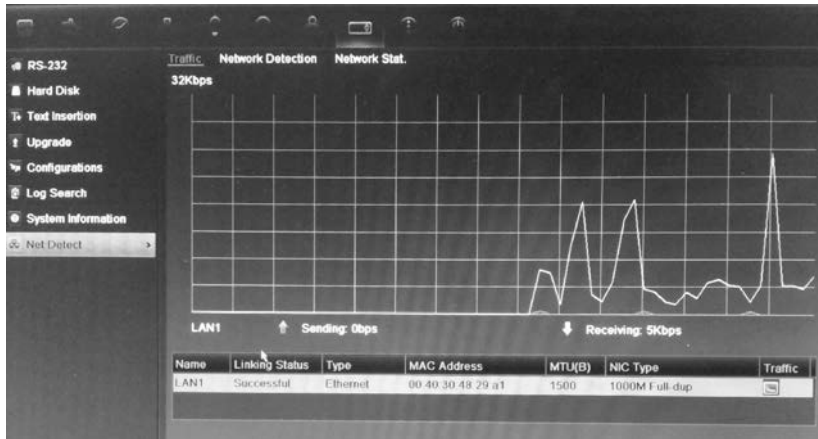 RS-232
Hard Disk
Text Insertion
Upgrade
Configurations
Log Search
System Information
Net Detect >
Traffic Network Detection Network Stat.
32Kbps
LAN1 Sending: 0bps Receiving: 5Kbps
Name Linking Status Type MAC Address MTU(B) NIC Type Traffic
LAN1 Successful Ethernet 00 40 30 48 29 a1 1500 1000M Full-dup